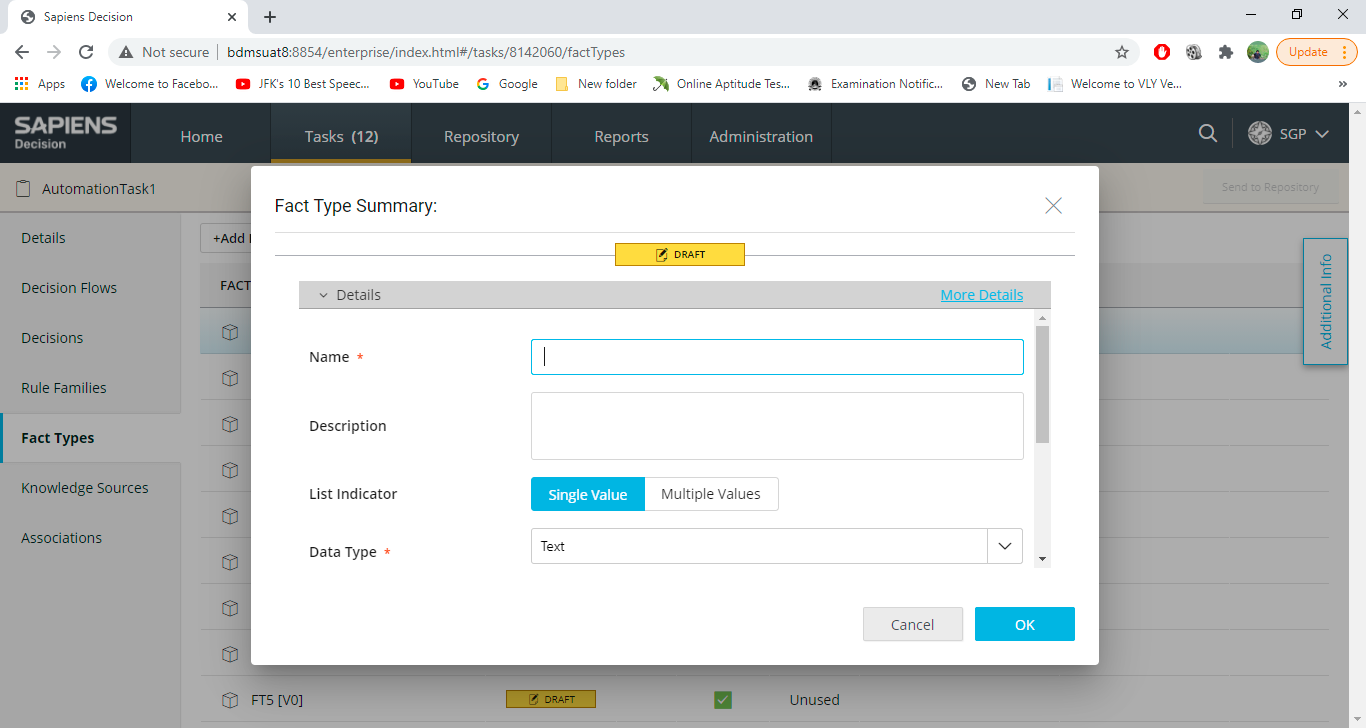 Sapiens Decision
Not secure bdmsuat8:8854/enterprise/index.html#/tasks/8142060/factTypes
Update
Apps Welcome to Facebo... JFK's 10 Best Speec... YouTube Google New folder Online Aptitude Tes... Examination Notific... New Tab Welcome to VLY Ve...
SAPIENS
Decision
Home Tasks (12) Repository Reports Administration SGP
AutomationTask1 Send to Repository
Details
Decision Flows
Decisions
Rule Families
Fact Types
Knowledge Sources
Associations
+Add
FACT
Fact Type Summary:
DRAFT
Details More Details
Name *
Description
List Indicator Single Value Multiple Values
Data Type * Text
Cancel OK
Additional Info
FT5 [V0] DRAFT Unused